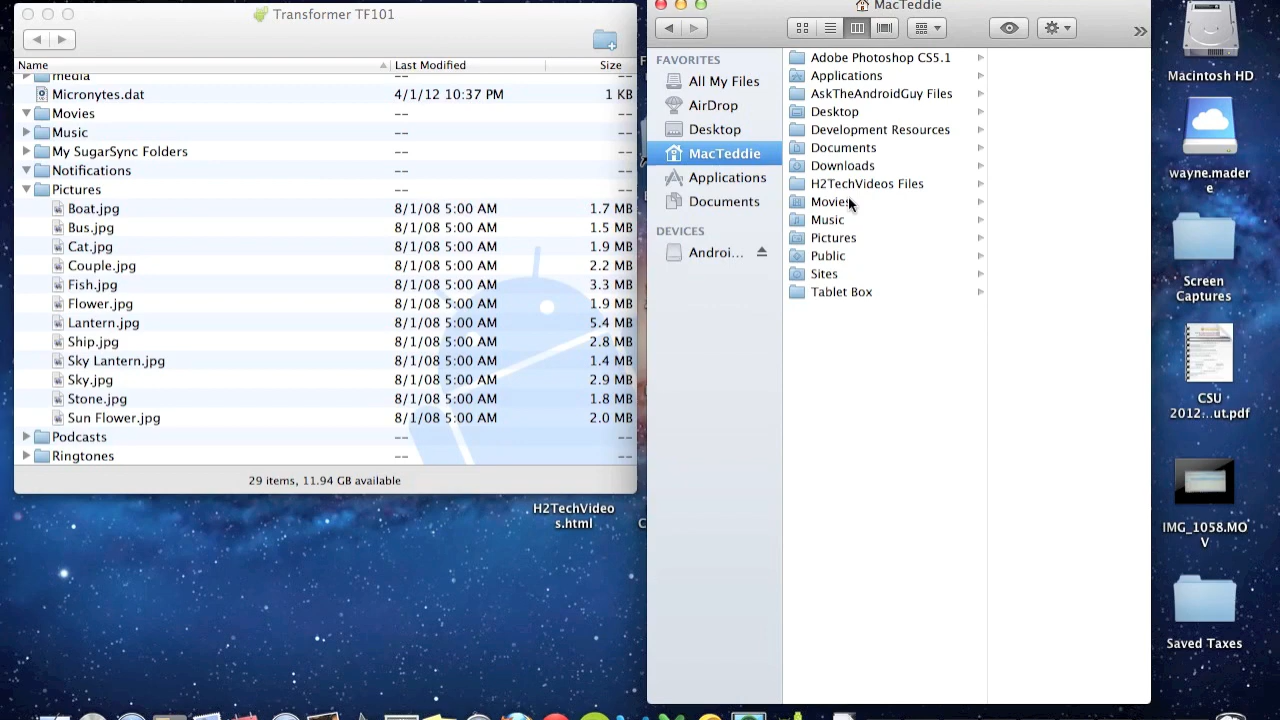 Transformer TF101
Name Last Modified Size
media -- --
Micronytes.dat 4/1/12 10:37 PM 1 KB
Movies -- --
Music -- --
My SugarSync Folders -- --
Notifications -- --
Pictures -- --
Boat.jpg 8/1/08 5:00 AM 1.7 MB
Bus.jpg 8/1/08 5:00 AM 1.5 MB
Cat.jpg 8/1/08 5:00 AM 1.9 MB
Couple.jpg 8/1/08 5:00 AM 2.2 MB
Fish.jpg 8/1/08 5:00 AM 3.3 MB
Flower.jpg 8/1/08 5:00 AM 1.9 MB
Lantern.jpg 8/1/08 5:00 AM 5.4 MB
Ship.jpg 8/1/08 5:00 AM 2.8 MB
Sky Lantern.jpg 8/1/08 5:00 AM 1.4 MB
Sky.jpg 8/1/08 5:00 AM 2.9 MB
Stone.jpg 8/1/08 5:00 AM 1.8 MB
Sun Flower.jpg 8/1/08 5:00 AM 2.0 MB
Podcasts -- --
Ringtones -- --
29 items, 11.94 GB available
H2TechVideo
s.html
MacTeddie
FAVORITES
All My Files
AirDrop
Desktop
MacTeddie
Applications
Documents
DEVICES
Androi...
Adobe Photoshop CS5.1
Applications
AskTheAndroidGuy Files
Desktop
Development Resources
Documents
Downloads
H2TechVideos Files
Movies
Music
Pictures
Public
Sites
Tablet Box
Macintosh HD
wayne.mader
e
Screen
Captures
CSU
2012...ut.pdf
IMG_1058.MO
V
Saved Taxes